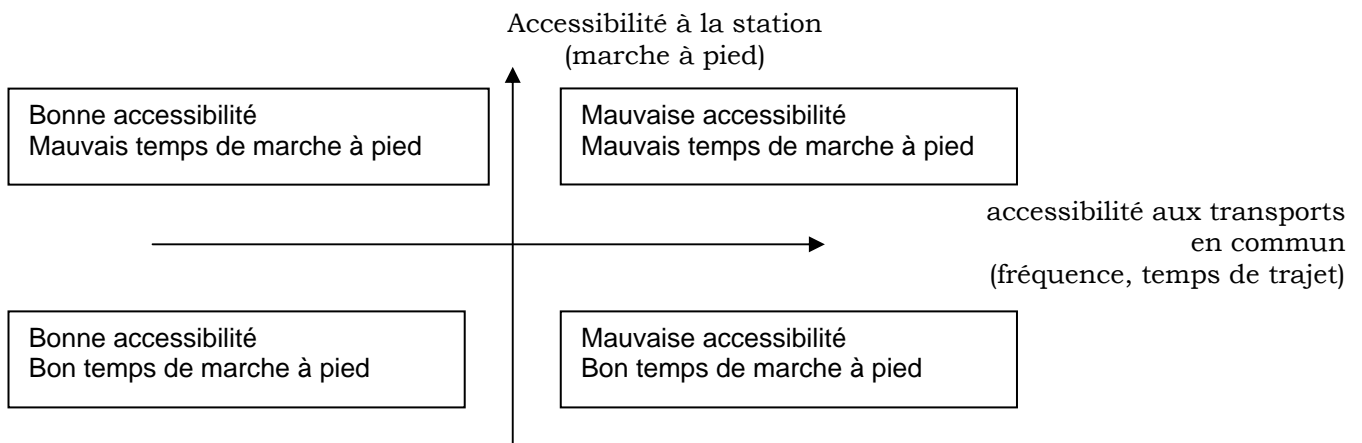 Accessibilité à la station
(marche à pied)
Bonne accessibilité
Mauvais temps de marche à pied
Mauvaise accessibilité
Mauvais temps de marche à pied
accessibilité aux transports
en commun
(fréquence, temps de trajet)
Bonne accessibilité
Bon temps de marche à pied
Mauvaise accessibilité
Bon temps de marche à pied